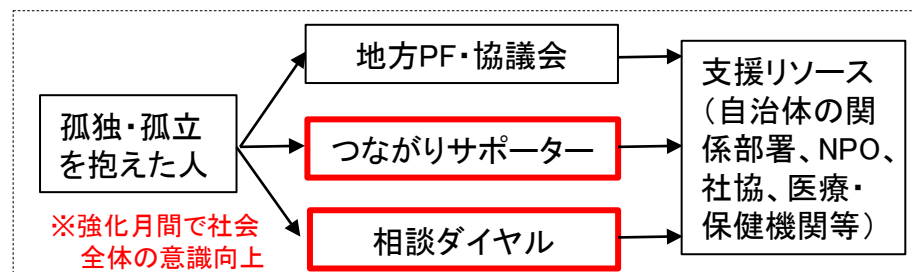 孤独・孤立
を抱えた人
※強化月間で社会
全体の意識向上
地方PF・協議会
つながりサポーター
相談ダイヤル
支援リソース
（自治体の関
係部署、NPO、
社協、医療・
保健機関等）